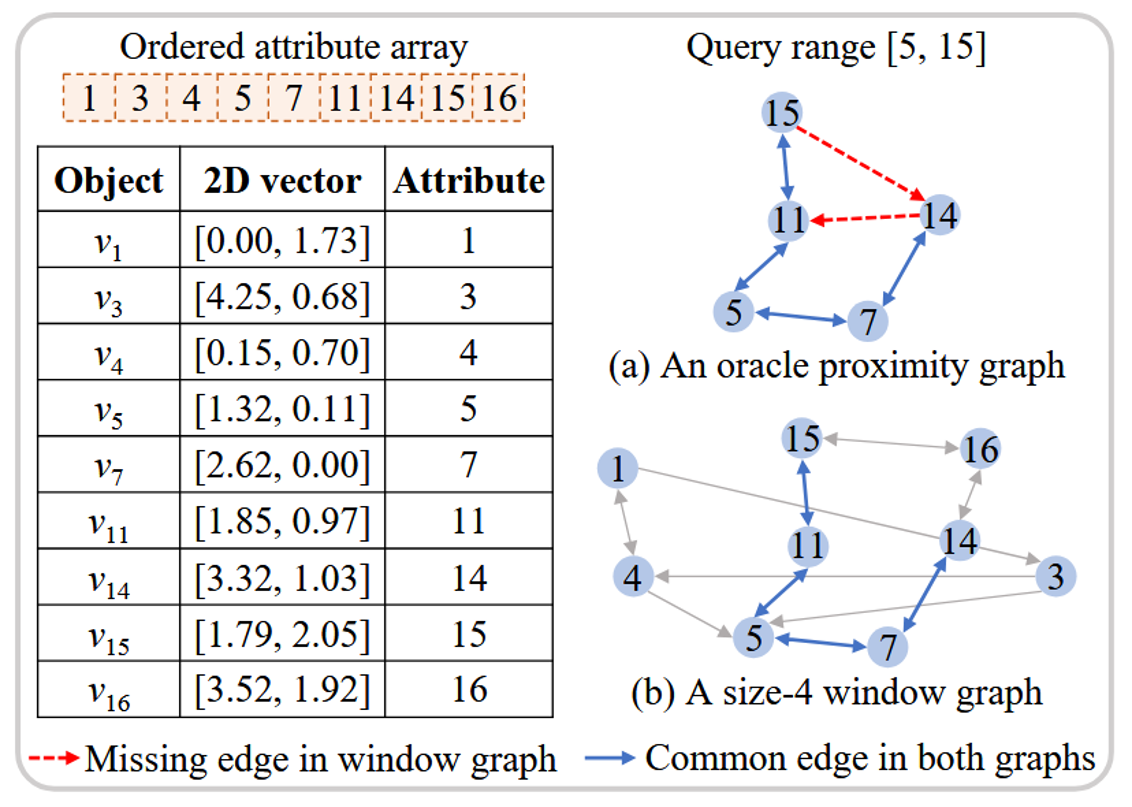 Ordered attribute array
1 3 4 5 7 11 14 15 16
Object 2D vector Attribute
v1 [0.00, 1.73] 1
v3 [4.25, 0.68] 3
v4 [0.15, 0.70] 4
v5 [1.32, 0.11] 5
v7 [2.62, 0.00] 7
v11 [1.85, 0.97] 11
v14 [3.32, 1.03] 14
v15 [1.79, 2.05] 15
v16 [3.52, 1.92] 16
Query range [5, 15]
15
11 14
5 7
(a) An oracle proximity graph
15 16
1
11 14
4 3
5 7
(b) A size-4 window graph
Missing edge in window graph
Common edge in both graphs